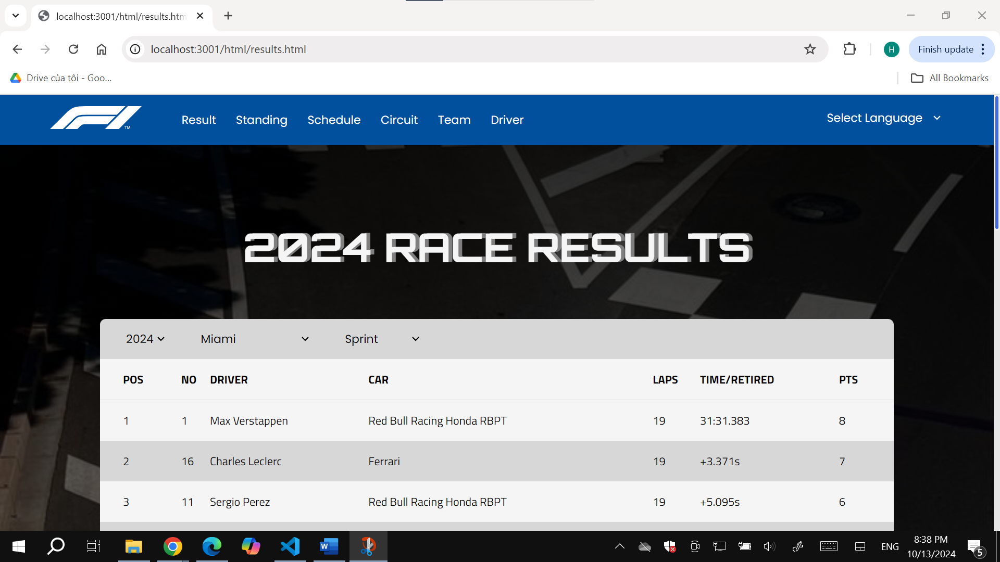 localhost:3001/html/results.htm
localhost:3001/html/results.html
H
Finish update
Drive của tôi - Goo...
All Bookmarks
F1 TM
Result Standing Schedule Circuit Team Driver
Select Language
2024 RACE RESULTS
2024 Miami Sprint
POS NO DRIVER CAR LAPS TIME/RETIRED PTS
1 1 Max Verstappen Red Bull Racing Honda RBPT 19 31:31.383 8
2 16 Charles Leclerc Ferrari 19 +3.371s 7
3 11 Sergio Perez Red Bull Racing Honda RBPT 19 +5.095s 6
W
ENG
8:38 PM
10/13/2024
5